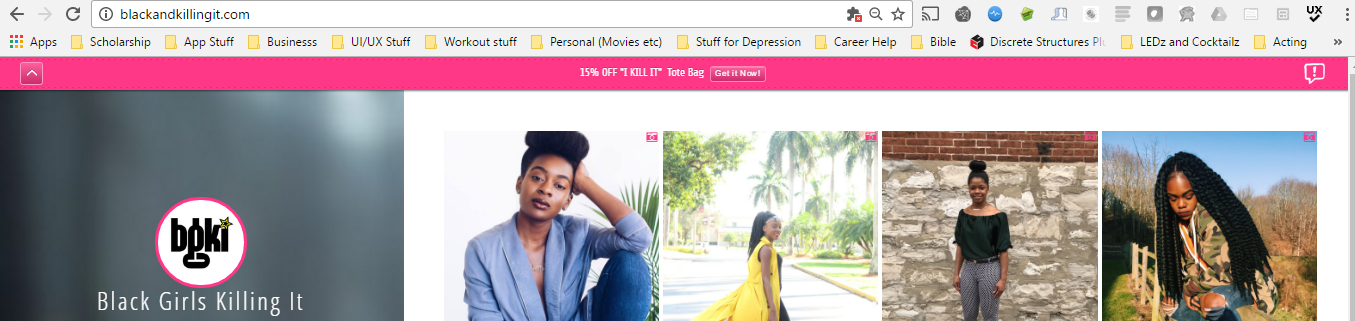 blackandkillingit.com
UX
Apps Scholarship App Stuff Businesss UI/UX Stuff Workout stuff Personal (Movies etc) Stuff for Depression Career Help Bible Discrete Structures Plu LEDz and Cocktailz Acting »
15% OFF "I KILL IT" Tote Bag Get it Now!
bgki
Black Girls Killing It